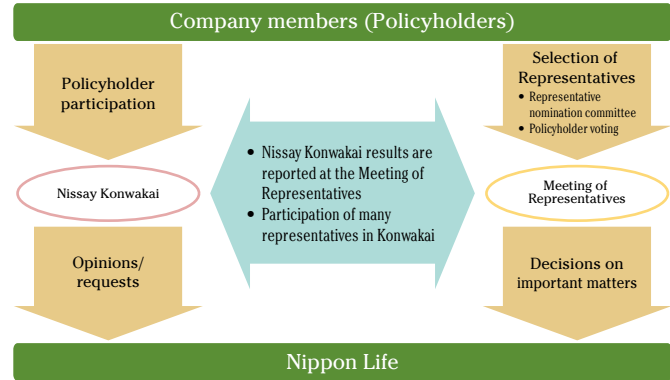 Company members (Policyholders)
Policyholder
participation
Selection of
Representatives
• Representative
nomination committee
• Policyholder voting
Nissay Konwakai
• Nissay Konwakai results are
reported at the Meeting of
Representatives
• Participation of many
representatives in Konwakai
Meeting of
Representatives
Opinions/
requests
Decisions on
important matters
Nippon Life